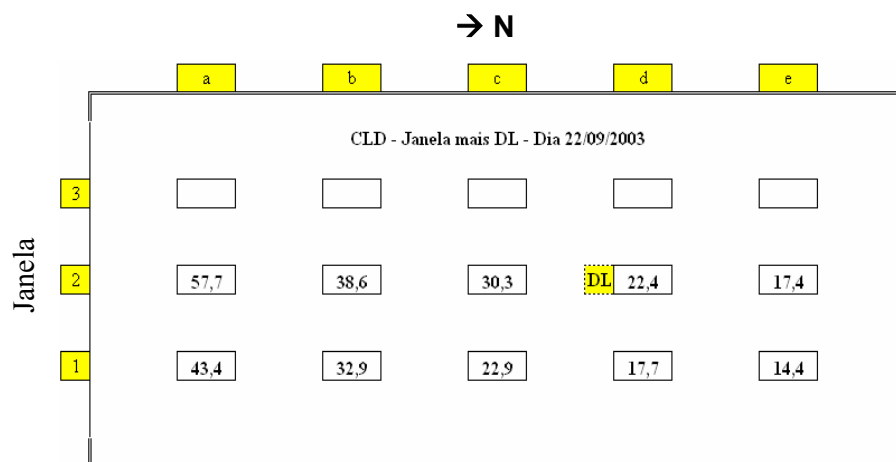 → N
a b c d e
CLD - Janela mais DL - Dia 22/09/2003
3
Janela
2 57,7 38,6 30,3 DL 22,4 17,4
1 43,4 32,9 22,9 17,7 14,4